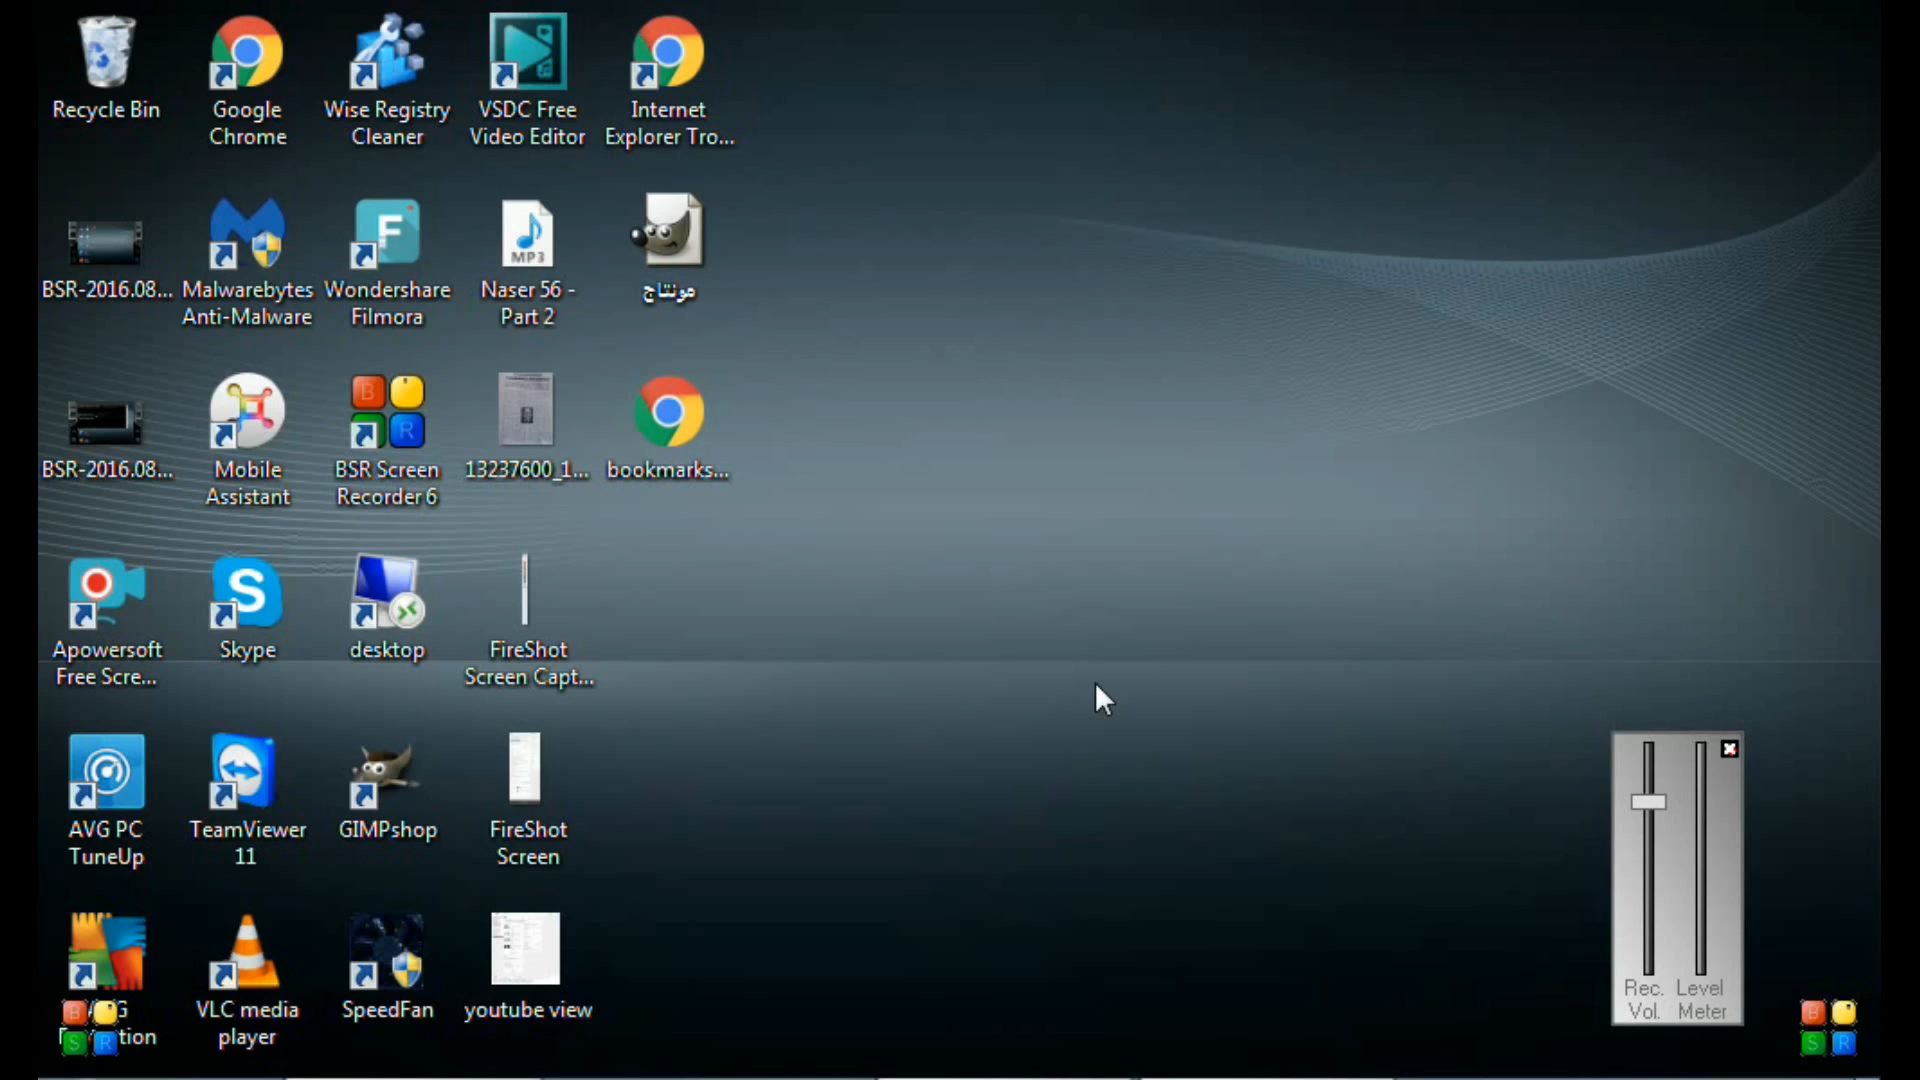 Recycle Bin
Google
Chrome
Wise Registry
Cleaner
VSDC Free
Video Editor
Internet
Explorer Tro...
BSR-2016.08...
Malwarebytes
Anti-Malware
Wondershare
Filmora
F
MP3
Naser 56 -
Part 2
مونتاج
BSR-2016.08...
Mobile
Assistant
B
R
BSR Screen
Recorder 6
13237600_1...
bookmarks...
Apowersoft
Free Scre...
S
Skype
desktop
FireShot
Screen Capt...
AVG PC
TuneUp
TeamViewer
11
GIMPshop
FireShot
Screen
VLC media
player
SpeedFan
youtube view
B
S R
Rec. Level
Vol. Meter
B
S R